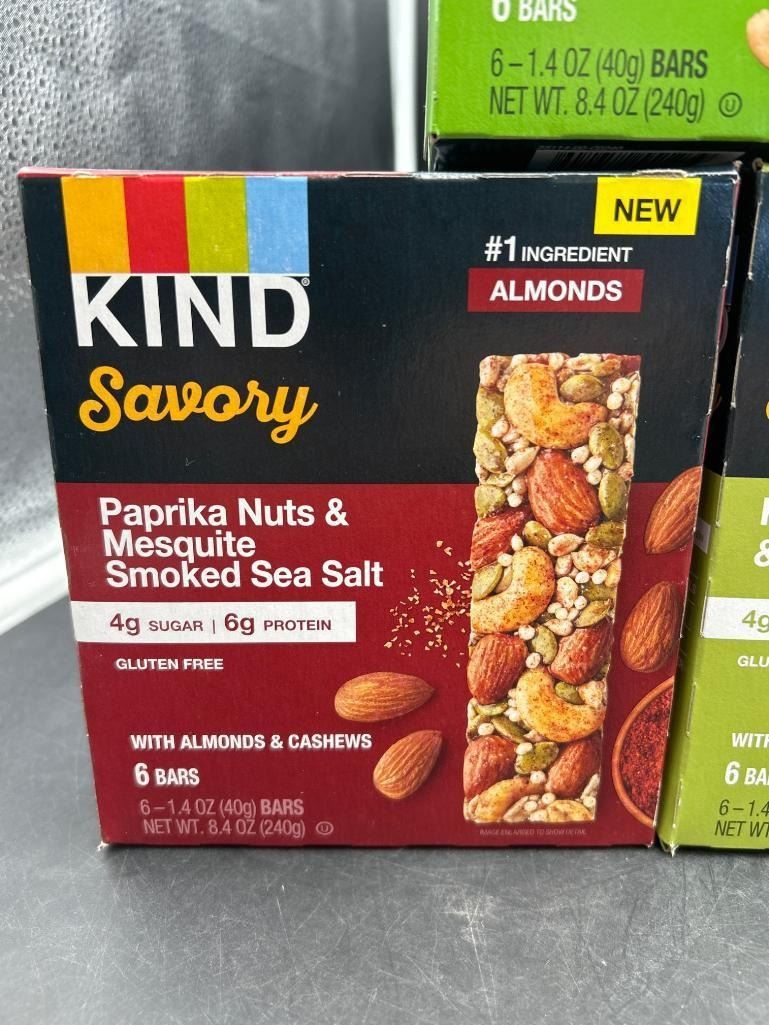 6 BARS
6 – 1.4 OZ (40g) BARS
NET WT. 8.4 OZ (240g) Ⓤ
NEW
#1 INGREDIENT
ALMONDS
KIND®
Savory
Paprika Nuts &
Mesquite
Smoked Sea Salt
4g SUGAR | 6g PROTEIN
GLUTEN FREE
WITH ALMONDS & CASHEWS
6 BARS
6 – 1.4 OZ (40g) BARS
NET WT. 8.4 OZ (240g) Ⓤ
IMAGE ENLARGED TO SHOW DETAIL
&
4g
GLU
WITH
6 BA
6 – 1.4
NET WT